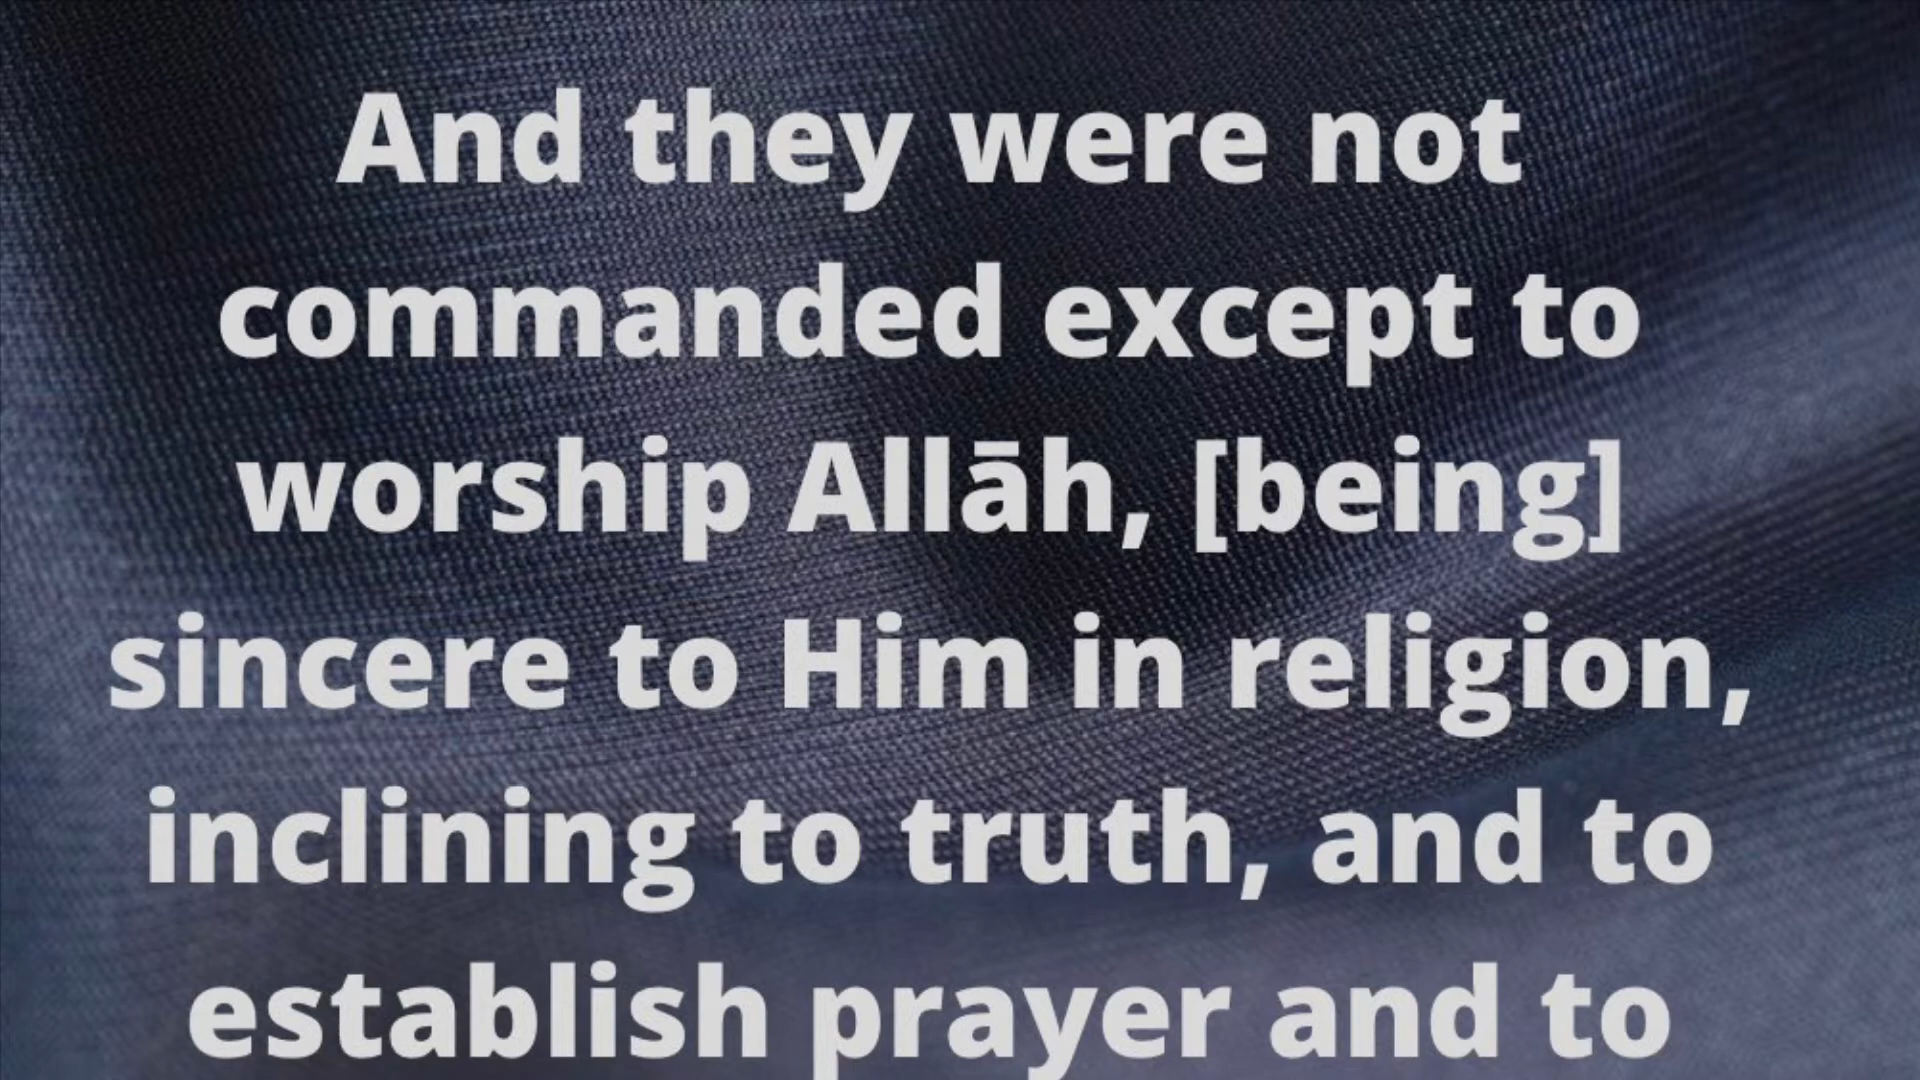 And they were not
commanded except to
worship Allāh, [being]
sincere to Him in religion,
inclining to truth, and to
establish prayer and to